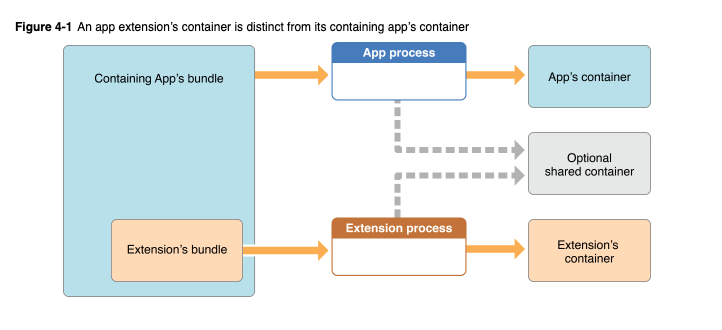 Figure 4-1 An app extension’s container is distinct from its containing app’s container
App process
Containing App’s bundle
App’s container
Optional
shared container
Extension process
Extension’s bundle
Extension’s
container